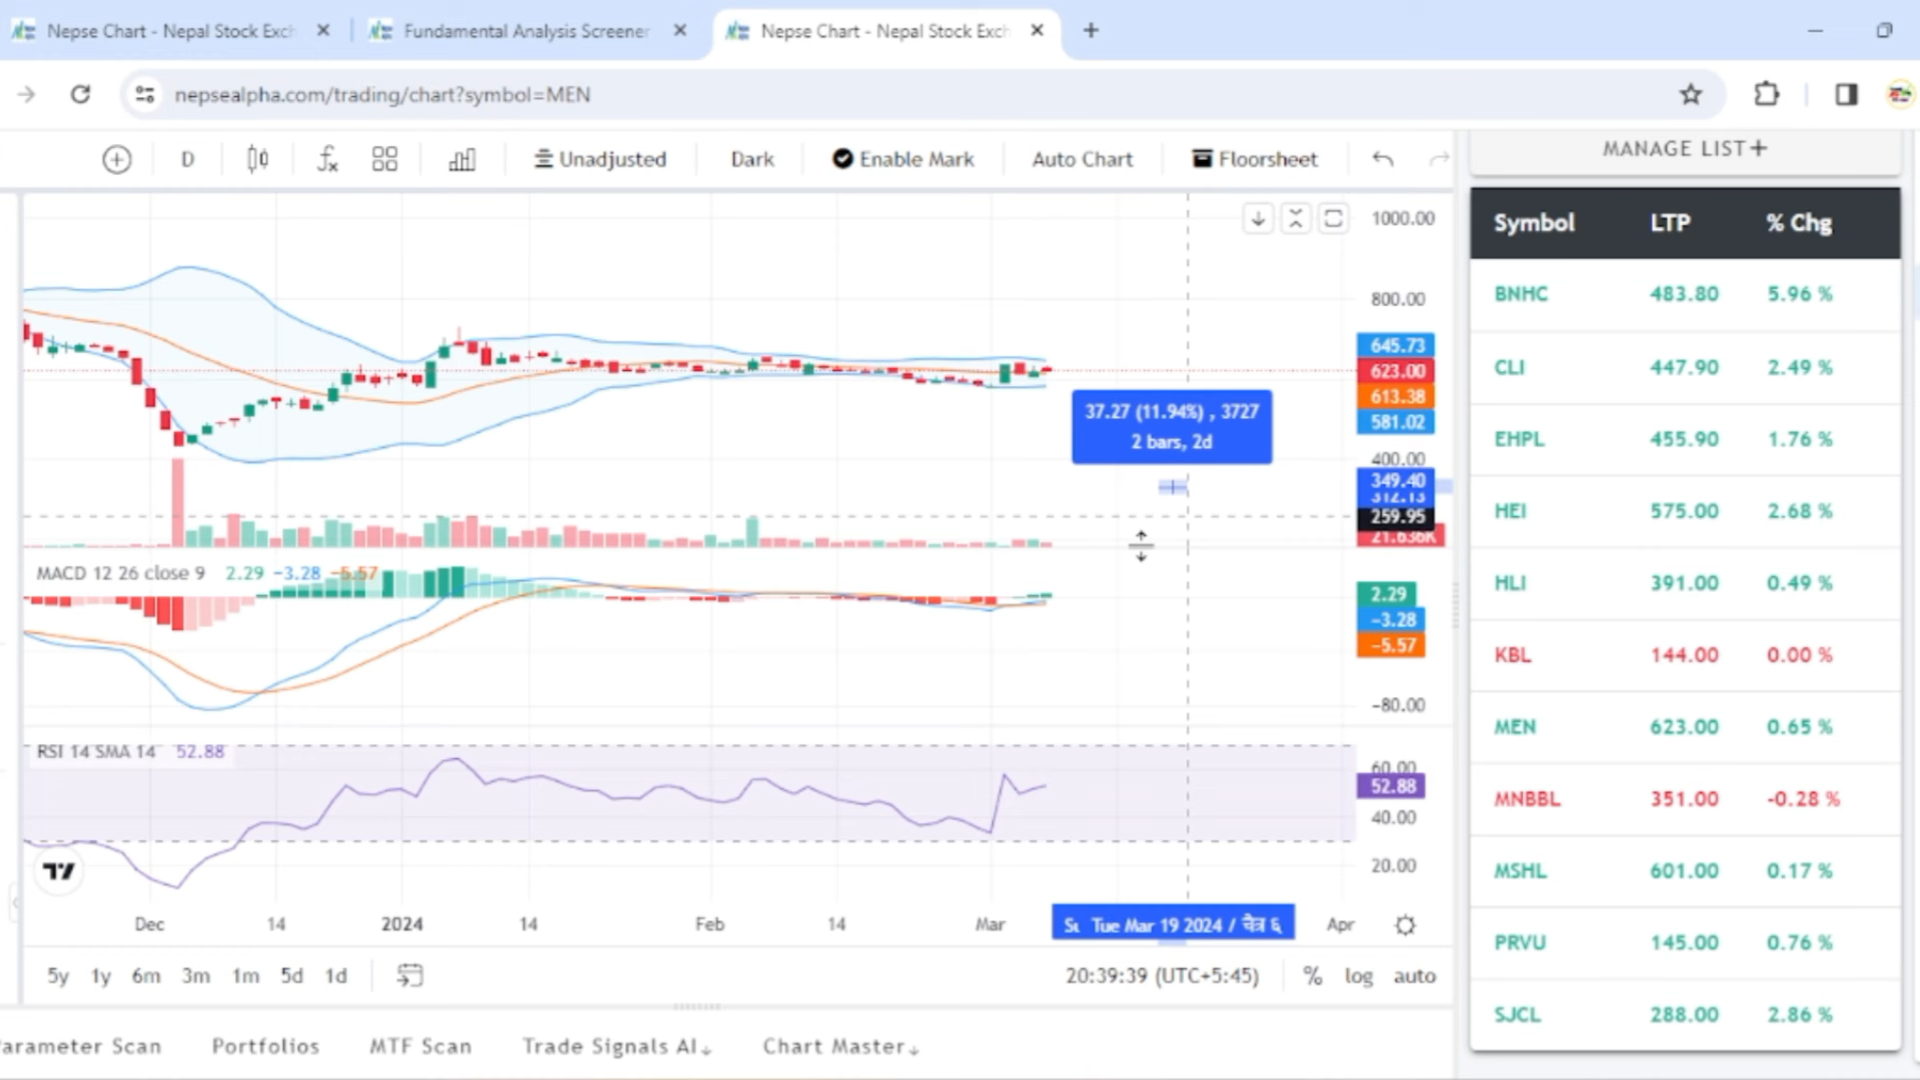 Nepse Chart - Nepal Stock Exch
Fundamental Analysis Screener
Nepse Chart - Nepal Stock Exch
nepsealpha.com/trading/chart?symbol=MEN
D
Unadjusted
Dark
Enable Mark
Auto Chart
Floorsheet
MANAGE LIST+
Symbol LTP % Chg
BNHC 483.80 5.96 %
CLI 447.90 2.49 %
EHPL 455.90 1.76 %
HEI 575.00 2.68 %
HLI 391.00 0.49 %
KBL 144.00 0.00 %
MEN 623.00 0.65 %
MNBBL 351.00 -0.28 %
MSHL 601.00 0.17 %
PRVU 145.00 0.76 %
SJCL 288.00 2.86 %
1000.00
800.00
645.73
623.00
613.38
581.02
400.00
349.40
312.13
259.95
21.636K
37.27 (11.94%) , 3727
2 bars, 2d
MACD 12 26 close 9 2.29 −3.28 −5.57
2.29
−3.28
−5.57
−80.00
RSI 14 SMA 14 52.88
60.00
52.88
40.00
20.00
Dec 14 2024 14 Feb 14 Mar
Tue Mar 19 2024 / चैत्र ६
Apr
5y 1y 6m 3m 1m 5d 1d
20:39:39 (UTC+5:45) % log auto
arameter Scan Portfolios MTF Scan Trade Signals AI Chart Master